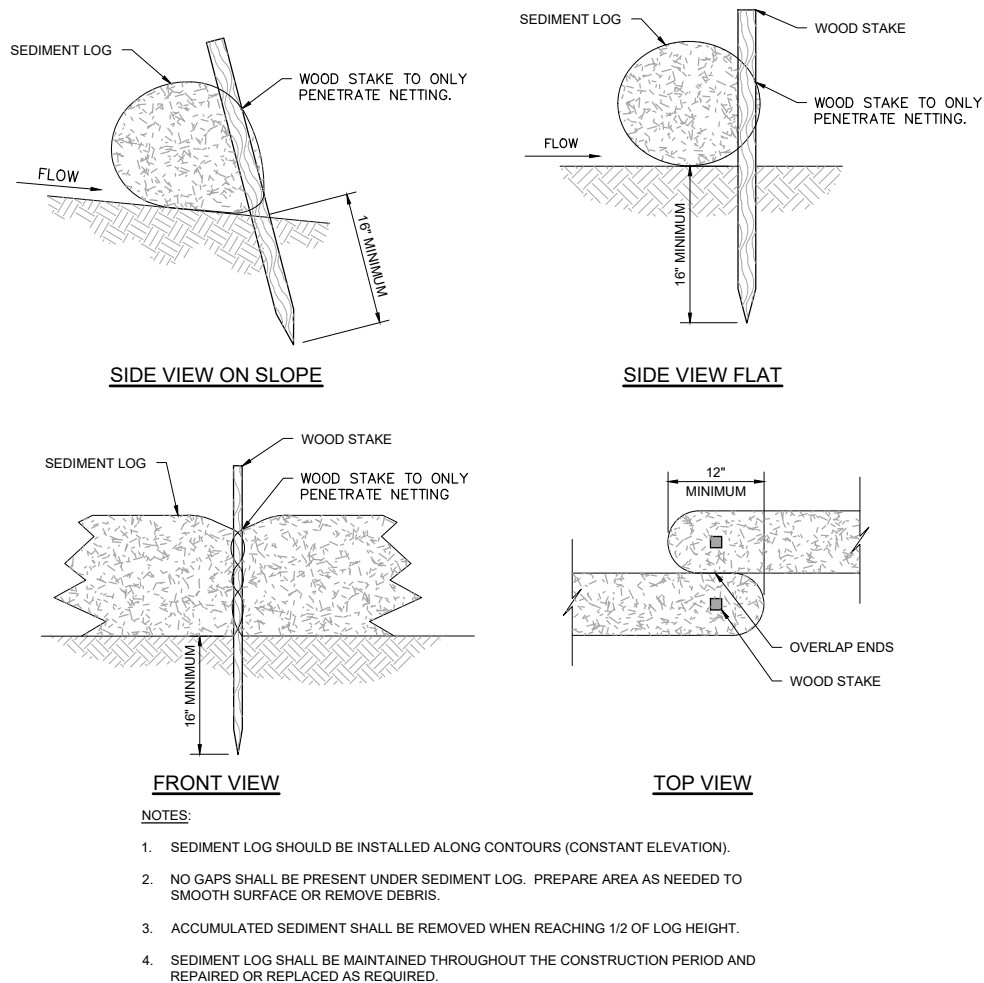 SEDIMENT LOG
WOOD STAKE TO ONLY
PENETRATE NETTING.
FLOW
16" MINIMUM
SIDE VIEW ON SLOPE
SEDIMENT LOG
WOOD STAKE
WOOD STAKE TO ONLY
PENETRATE NETTING.
FLOW
16" MINIMUM
SIDE VIEW FLAT
WOOD STAKE
SEDIMENT LOG
WOOD STAKE TO ONLY
PENETRATE NETTING
16" MINIMUM
FRONT VIEW
12"
MINIMUM
OVERLAP ENDS
WOOD STAKE
TOP VIEW
NOTES:
1. SEDIMENT LOG SHOULD BE INSTALLED ALONG CONTOURS (CONSTANT ELEVATION).
2. NO GAPS SHALL BE PRESENT UNDER SEDIMENT LOG. PREPARE AREA AS NEEDED TO
SMOOTH SURFACE OR REMOVE DEBRIS.
3. ACCUMULATED SEDIMENT SHALL BE REMOVED WHEN REACHING 1/2 OF LOG HEIGHT.
4. SEDIMENT LOG SHALL BE MAINTAINED THROUGHOUT THE CONSTRUCTION PERIOD AND
REPAIRED OR REPLACED AS REQUIRED.